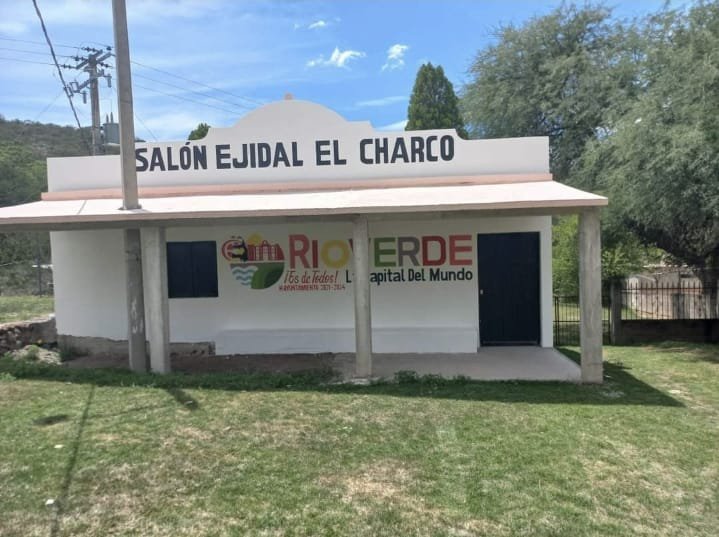 SALÓN EJIDAL EL CHARCO
RIOVERDE
¡Es de Todos! La Capital Del Mundo
H.AYUNTAMIENTO 2021-2024